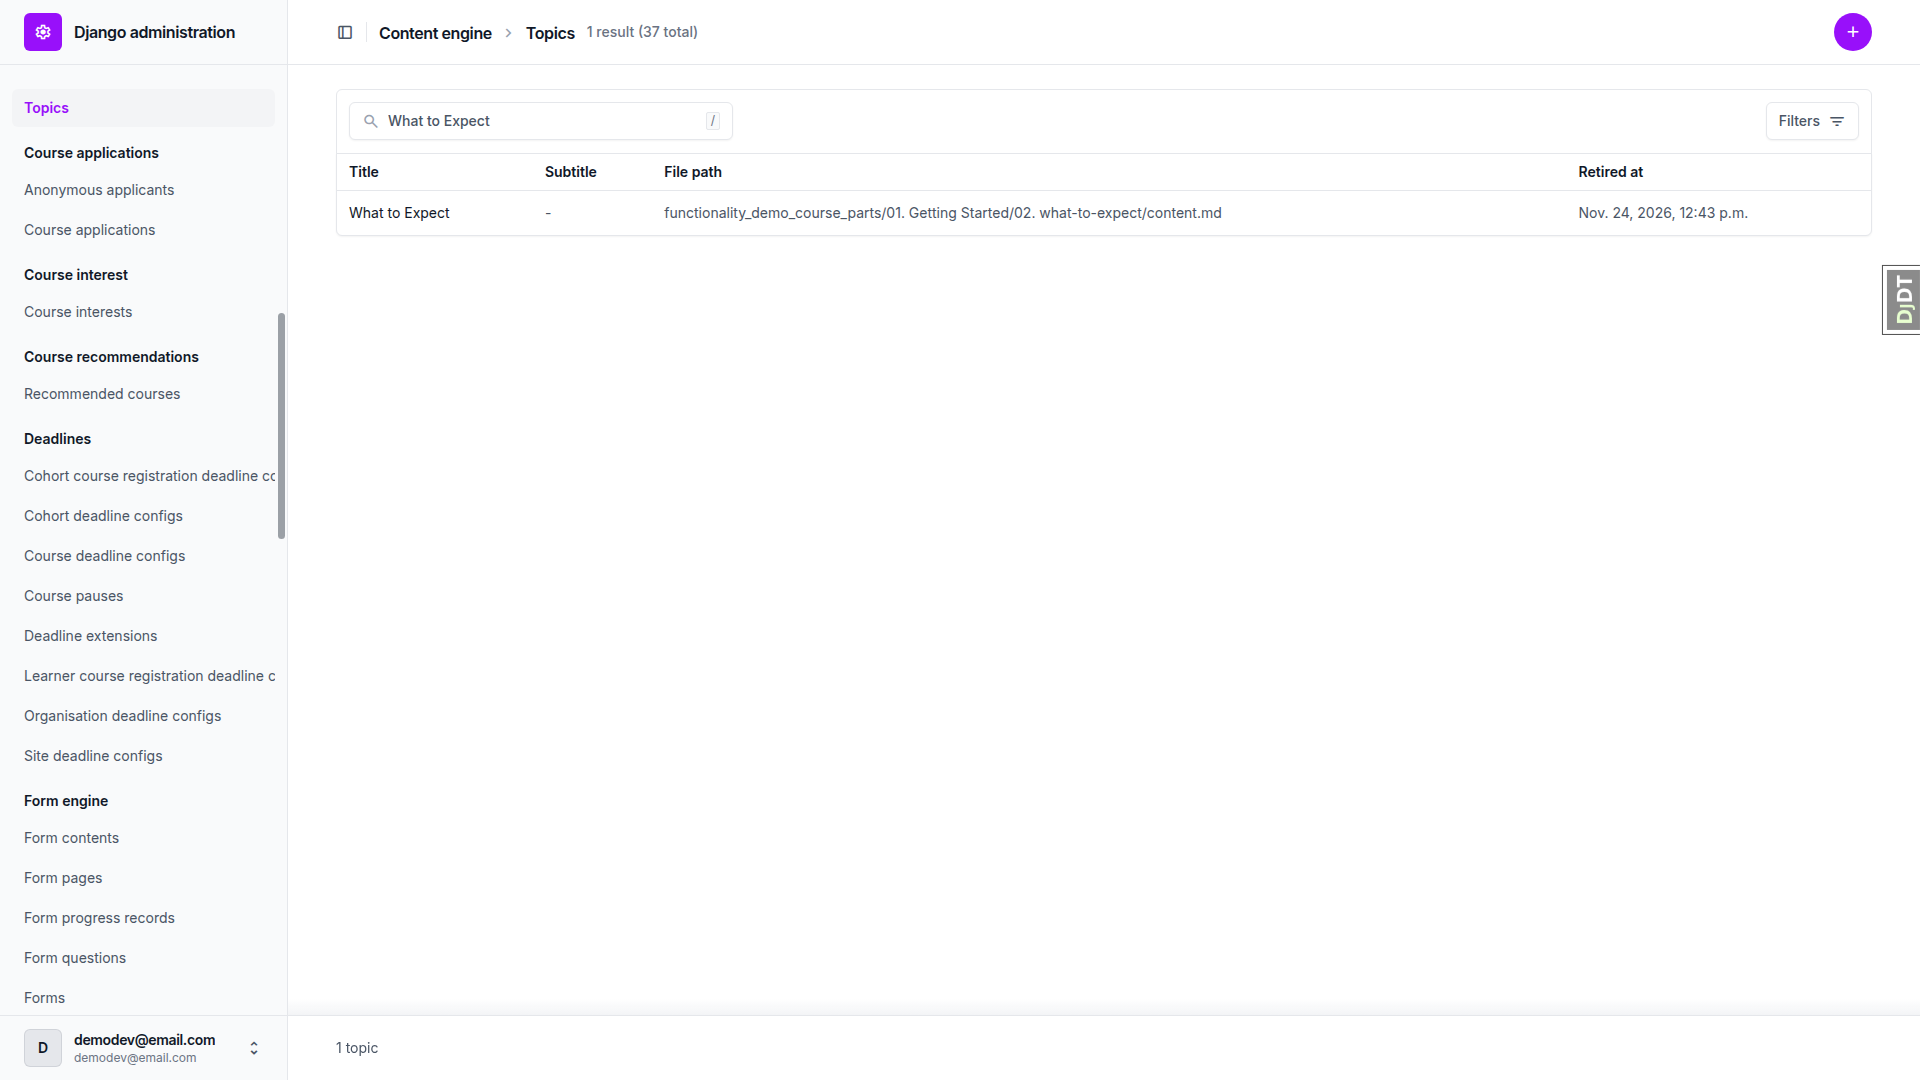 Django administration
Topics
Course applications
Anonymous applicants
Course applications
Course interest
Course interests
Course recommendations
Recommended courses
Deadlines
Cohort course registration deadline co
Cohort deadline configs
Course deadline configs
Course pauses
Deadline extensions
Learner course registration deadline c
Organisation deadline configs
Site deadline configs
Form engine
Form contents
Form pages
Form progress records
Form questions
Forms
D
demodev@email.com
demodev@email.com
Content engine > Topics 1 result (37 total)
+
What to Expect /
Filters
Title Subtitle File path Retired at
What to Expect - functionality_demo_course_parts/01. Getting Started/02. what-to-expect/content.md Nov. 24, 2026, 12:43 p.m.
DjDT
1 topic